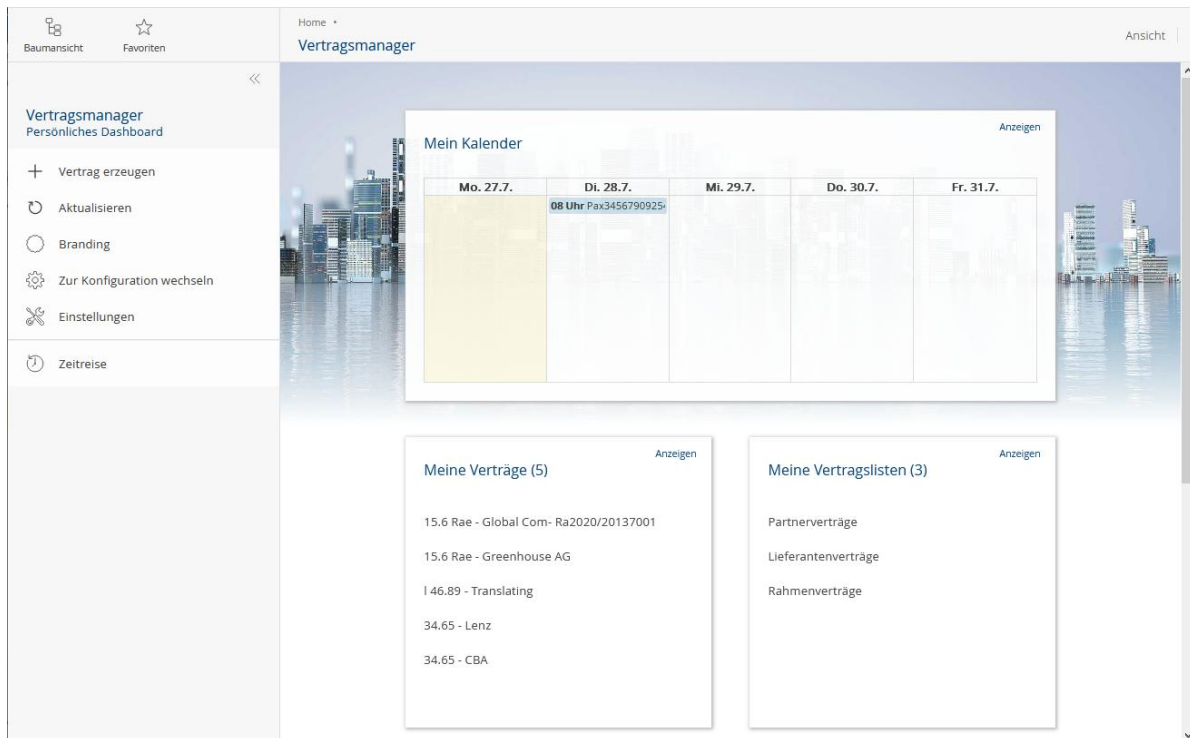 Baumansicht
Favoriten
Home •
Vertragsmanager
Ansicht
Vertragsmanager
Persönliches Dashboard
Vertrag erzeugen
Aktualisieren
Branding
Zur Konfiguration wechseln
Einstellungen
Zeitreise
Anzeigen
Mein Kalender
Mo. 27.7. Di. 28.7. Mi. 29.7. Do. 30.7. Fr. 31.7.
08 Uhr Pax3456790925
Anzeigen
Meine Verträge (5)
15.6 Rae - Global Com- Ra2020/20137001
15.6 Rae - Greenhouse AG
l 46.89 - Translating
34.65 - Lenz
34.65 - CBA
Anzeigen
Meine Vertragslisten (3)
Partnerverträge
Lieferantenverträge
Rahmenverträge